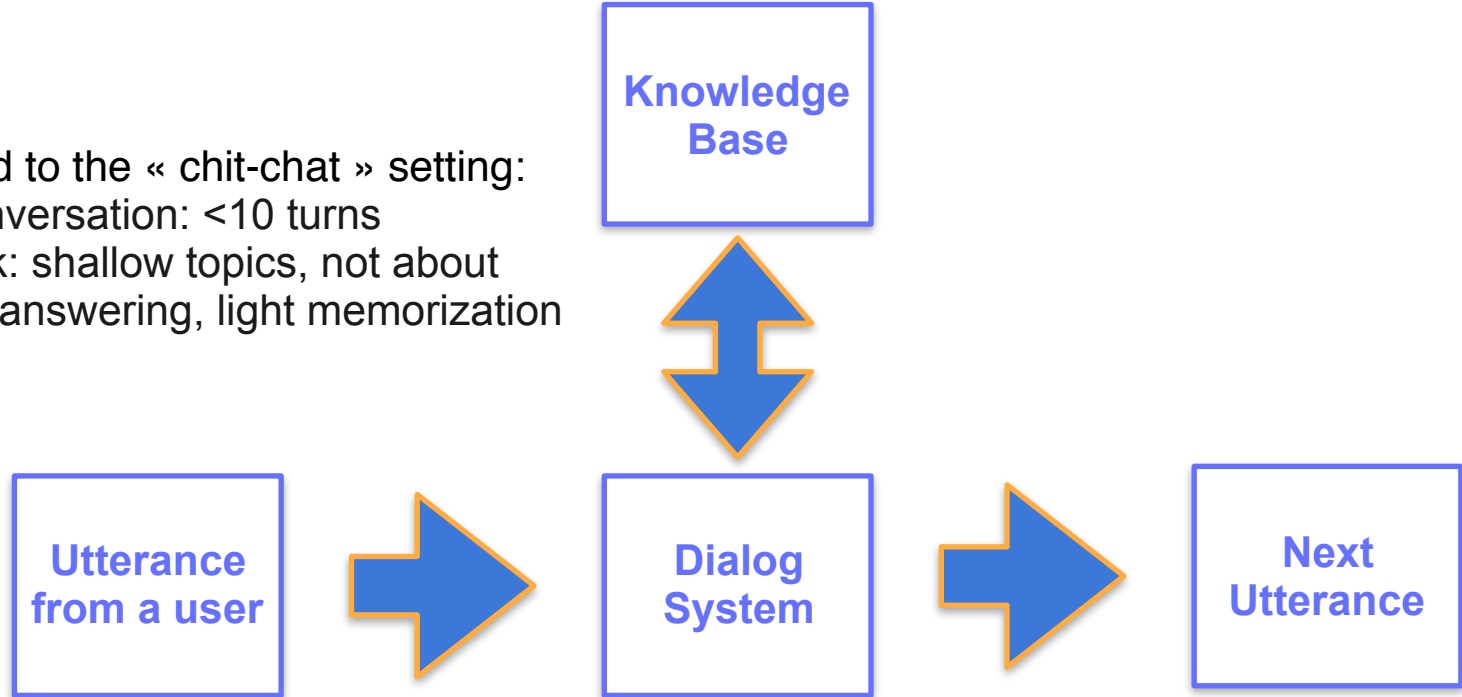 Knowledge
Base
d to the « chit-chat » setting:
nversation: <10 turns
: shallow topics, not about
answering, light memorization
Utterance
from a user
Dialog
System
Next
Utterance